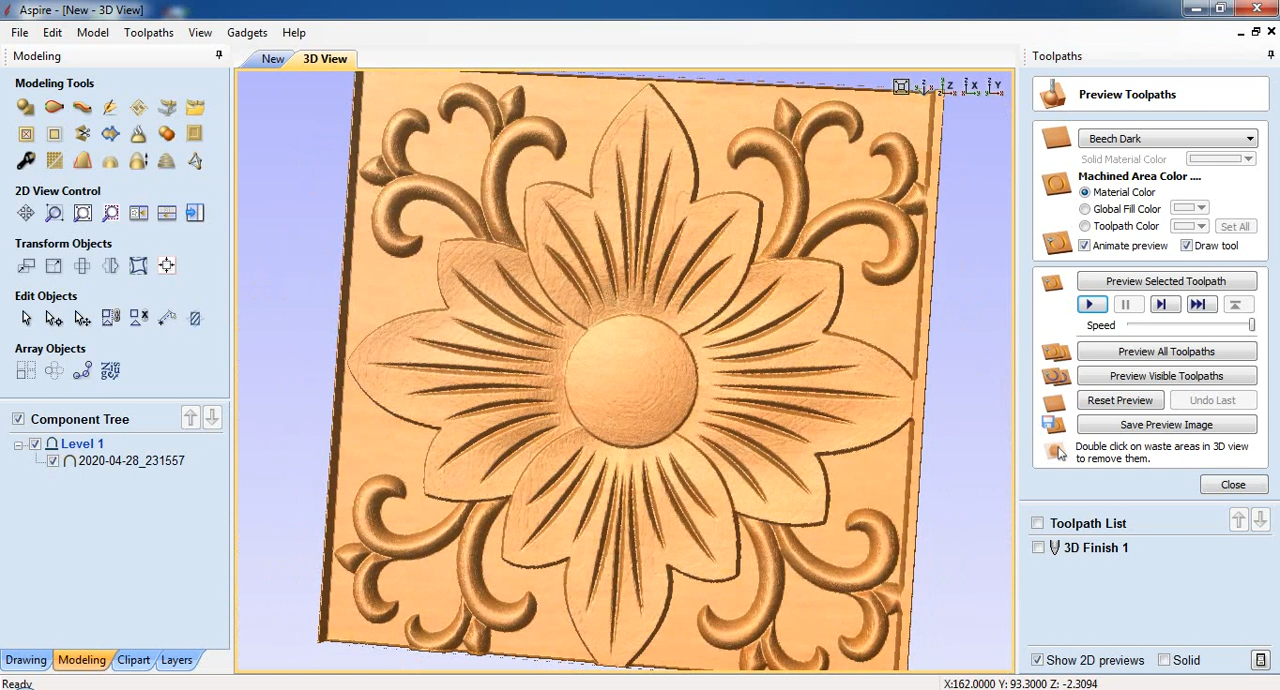 Aspire - [New - 3D View]
File Edit Model Toolpaths View Gadgets Help
Modeling
Modeling Tools
2D View Control
Transform Objects
Edit Objects
Array Objects
Component Tree
Level 1
2020-04-28_231557
Drawing Modeling Clipart Layers
Ready
New 3D View
Z X Y
Toolpaths
Preview Toolpaths
Beech Dark
Solid Material Color
Machined Area Color ....
Material Color
Global Fill Color
Toolpath Color Set All
Animate preview Draw tool
Preview Selected Toolpath
Speed
Preview All Toolpaths
Preview Visible Toolpaths
Reset Preview Undo Last
Save Preview Image
Double click on waste areas in 3D view
to remove them.
Close
Toolpath List
3D Finish 1
Show 2D previews Solid
X:162.0000 Y: 93.3000 Z: -2.3094